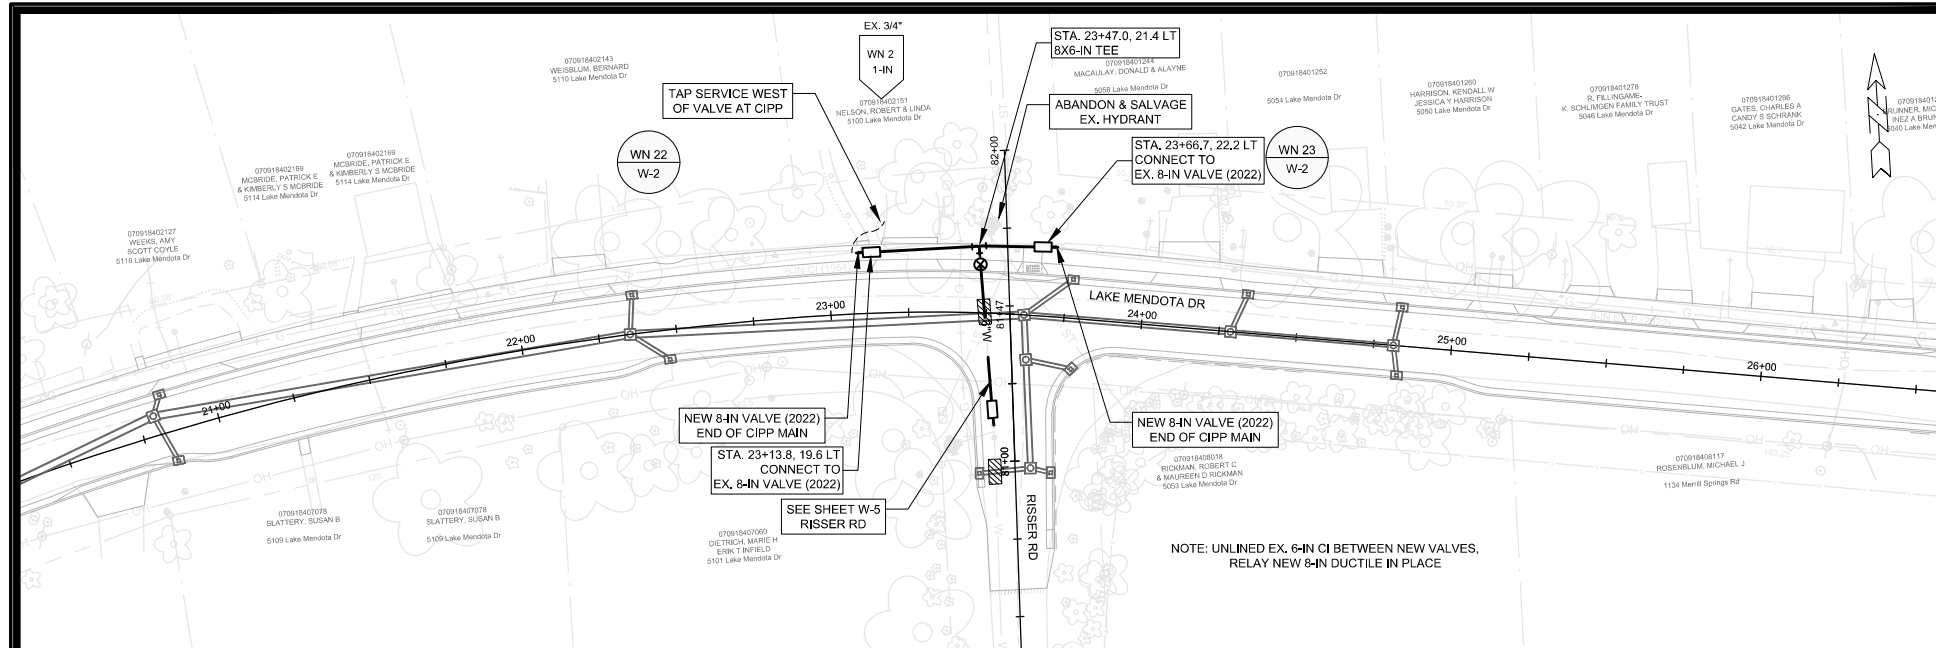 EX. 3/4"
WN 2
1-IN
STA. 23+47.0, 21.4 LT
8X6-IN TEE
070918402143
WEISBLUM, BERNARD
5110 Lake Mendota Dr
TAP SERVICE WEST
OF VALVE AT CIPP
070918402151
NELSON, ROBERT & LINDA
5100 Lake Mendota Dr
070918401244
MACAULAY, DONALD & ALAYNE
5058 Lake Mendota Dr
ABANDON & SALVAGE
EX. HYDRANT
070918401252
5054 Lake Mendota Dr
070918401260
HARRISON, KENDALL W
JESSICA Y HARRISON
5050 Lake Mendota Dr
070918401278
R. FILLINGAME-
K. SCHLIMGEN FAMILY TRUST
5046 Lake Mendota Dr
070918401286
GATES, CHARLES A
CANDY S SCHRANK
5042 Lake Mendota Dr
WN 22
W-2
STA. 23+66.7, 22.2 LT
CONNECT TO
EX. 8-IN VALVE (2022)
WN 23
W-2
070918402169
MCBRIDE, PATRICK E
& KIMBERLY S MCBRIDE
5114 Lake Mendota Dr
070918402169
MCBRIDE, PATRICK E
& KIMBERLY S MCBRIDE
5114 Lake Mendota Dr
070918402127
WEEKS, AMY
SCOTT COYLE
5118 Lake Mendota Dr
82+00
81+47
81+00
LAKE MENDOTA DR
21+00
22+00
23+00
24+00
25+00
26+00
NEW 8-IN VALVE (2022)
END OF CIPP MAIN
STA. 23+13.8, 19.6 LT
CONNECT TO
EX. 8-IN VALVE (2022)
SEE SHEET W-5
RISSER RD
NEW 8-IN VALVE (2022)
END OF CIPP MAIN
RISSER RD
070918407078
SLATTERY, SUSAN B
5109 Lake Mendota Dr
070918407078
SLATTERY, SUSAN B
5109 Lake Mendota Dr
070918407060
DIETRICH, MARIE H
ERIK T INFIELD
5101 Lake Mendota Dr
070918408018
RICKMAN, ROBERT C
& MAUREEN D RICKMAN
5053 Lake Mendota Dr
070918408117
ROSENBLUM, MICHAEL J
1134 Merrill Springs Rd
NOTE: UNLINED EX. 6-IN CI BETWEEN NEW VALVES,
RELAY NEW 8-IN DUCTILE IN PLACE